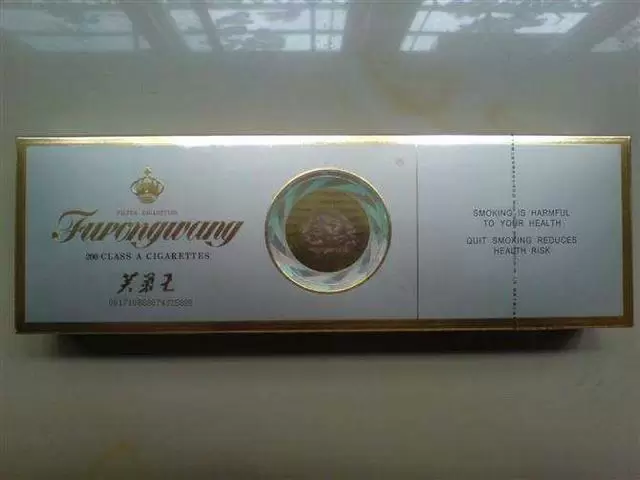 FILTER CIGARETTES
Furongwang
200 CLASS A CIGARETTES
芙蓉王
®
SMOKING IS HARMFUL
TO YOUR HEALTH
QUIT SMOKING REDUCES
HEALTH RISK